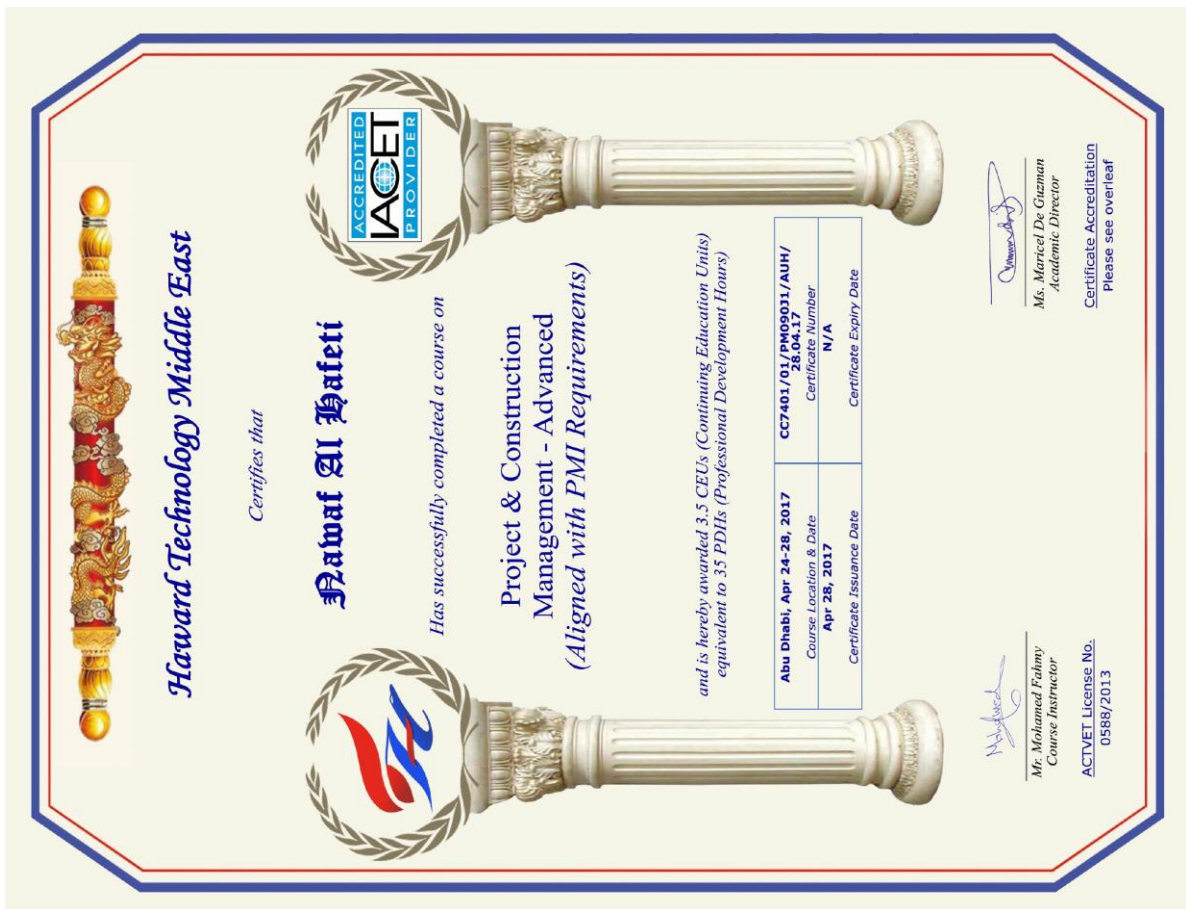 Haward Technology Middle East
Certifies that
Nawaf Al Hafeti
Has successfully completed a course on
Project & Construction
Management - Advanced
(Aligned with PMI Requirements)
ACCREDITED
IACET
PROVIDER
and is hereby awarded 3.5 CEUs (Continuing Education Units)
equivalent to 35 PDHs (Professional Development Hours)
Abu Dhabi, Apr 24-28, 2017
Course Location & Date
CC7401/01/PM09031/AUH/
28.04.17
Certificate Number
Apr 28, 2017
Certificate Issuance Date
N/A
Certificate Expiry Date
Mr. Mohamed Fahmy
Course Instructor
ACTVET License No.
0588/2013
Ms. Maricel De Guzman
Academic Director
Certificate Accreditation
Please see overleaf